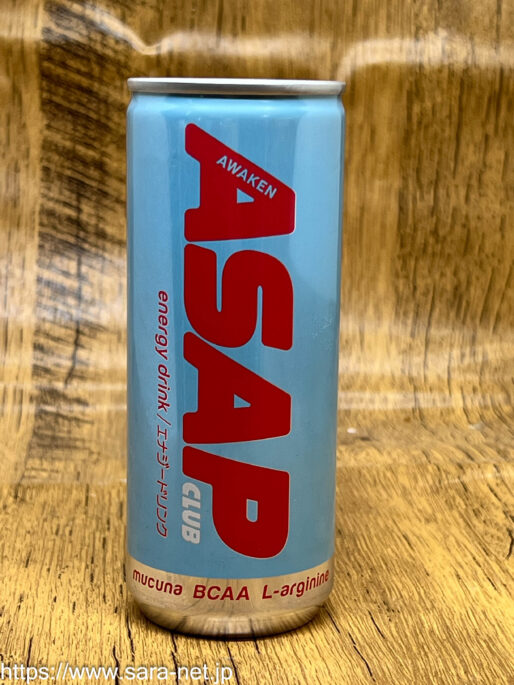 AWAKEN
ASAP
CLUB
energy drink/エナジードリンク
mucuna BCAA L-arginine
https://www.sara-net.jp